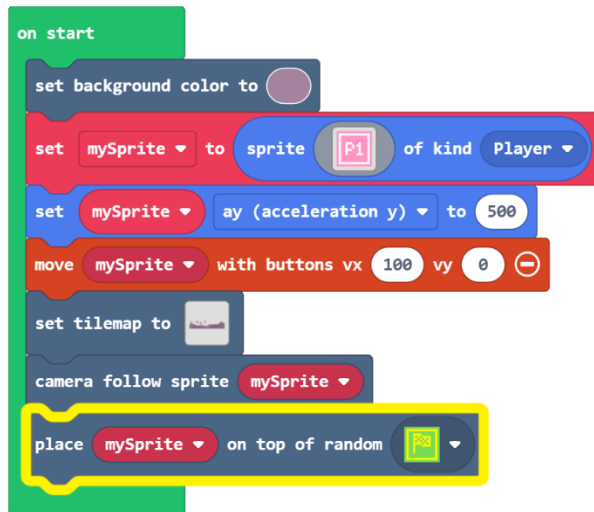 on start
set background color to
set mySprite to sprite P1 of kind Player
set mySprite ay (acceleration y) to 500
move mySprite with buttons vx 100 vy 0
set tilemap to
camera follow sprite mySprite
place mySprite on top of random